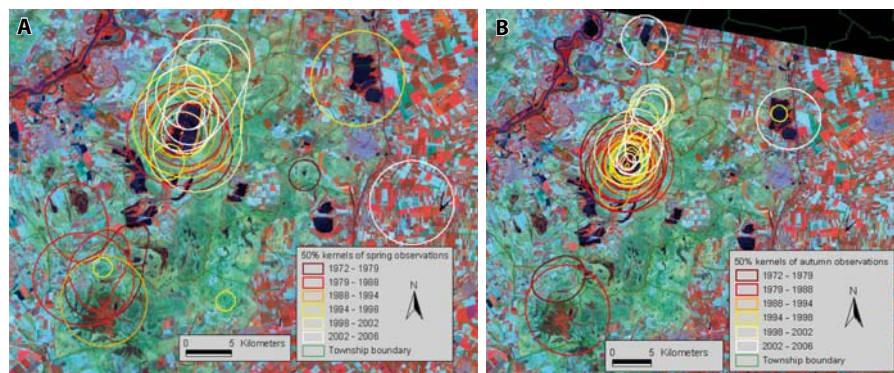 A
50% kernels of spring observations
1972 - 1979
1979 - 1988
1988 - 1994
1994 - 1998
1998 - 2002
2002 - 2006
Township boundary
N
0 5 Kilometers
B
50% kernels of autumn observations
1972 - 1979
1979 - 1988
1988 - 1994
1994 - 1998
1998 - 2002
2002 - 2006
Township boundary
N
0 5 Kilometers